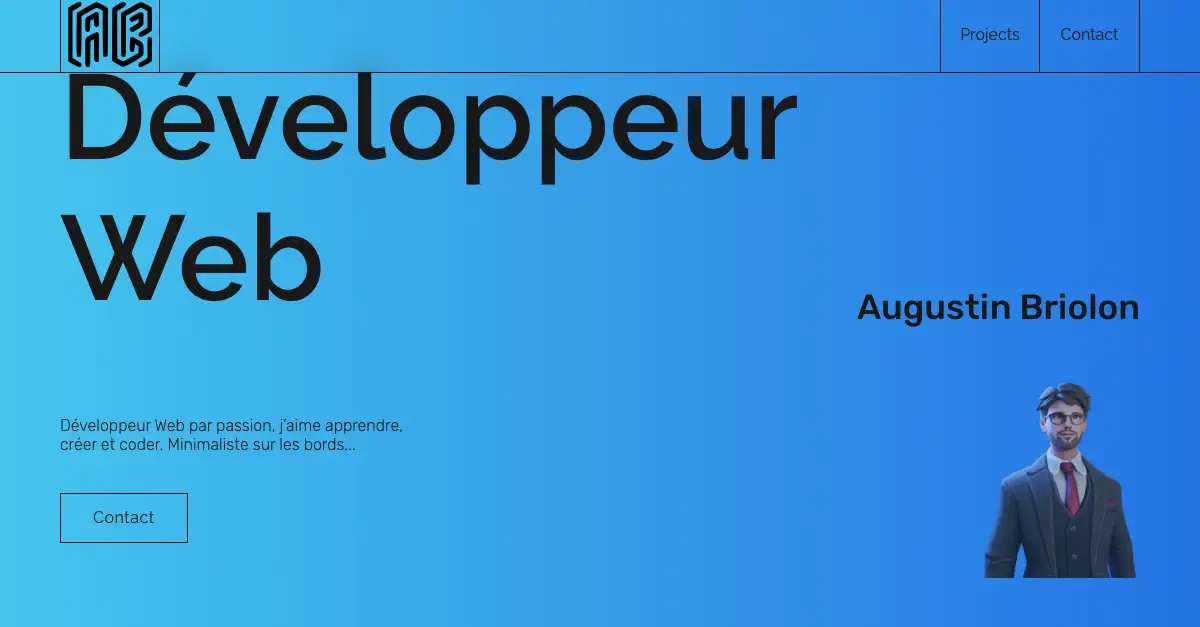 AB
Projects
Contact
Développeur
Web
Augustin Briolon
Développeur Web par passion, j’aime apprendre,
créer et coder. Minimaliste sur les bords...
Contact